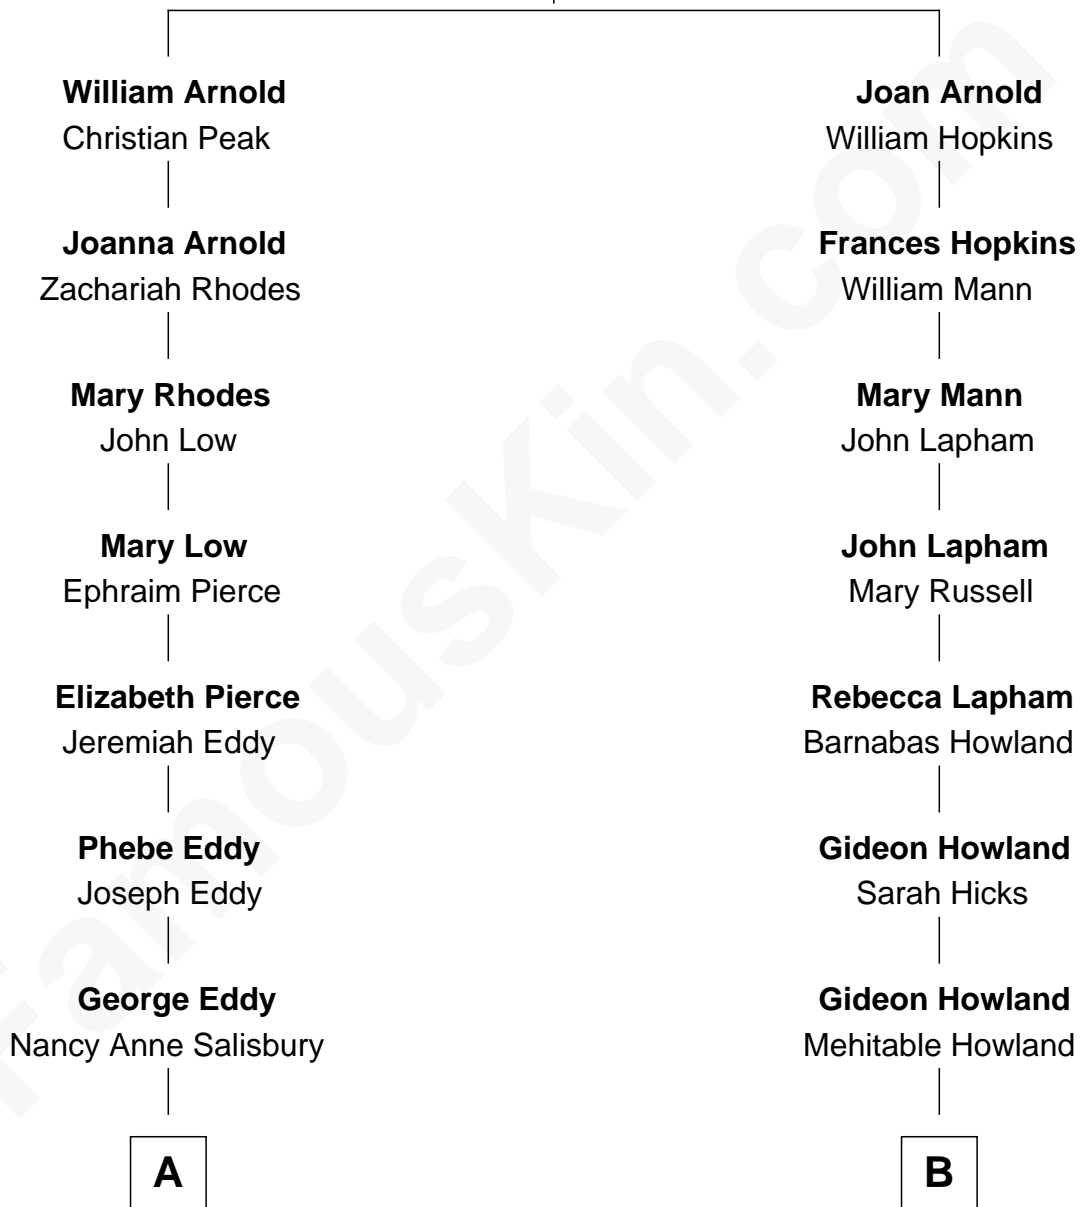 William Arnold
Christian Peak
Joanna Arnold
Zachariah Rhodes
Mary Rhodes
John Low
Mary Low
Ephraim Pierce
Elizabeth Pierce
Jeremiah Eddy
Phebe Eddy
Joseph Eddy
George Eddy
Nancy Anne Salisbury
A
Joan Arnold
William Hopkins
Frances Hopkins
William Mann
Mary Mann
John Lapham
John Lapham
Mary Russell
Rebecca Lapham
Barnabas Howland
Gideon Howland
Sarah Hicks
Gideon Howland
Mehitable Howland
B
FamousKin.com